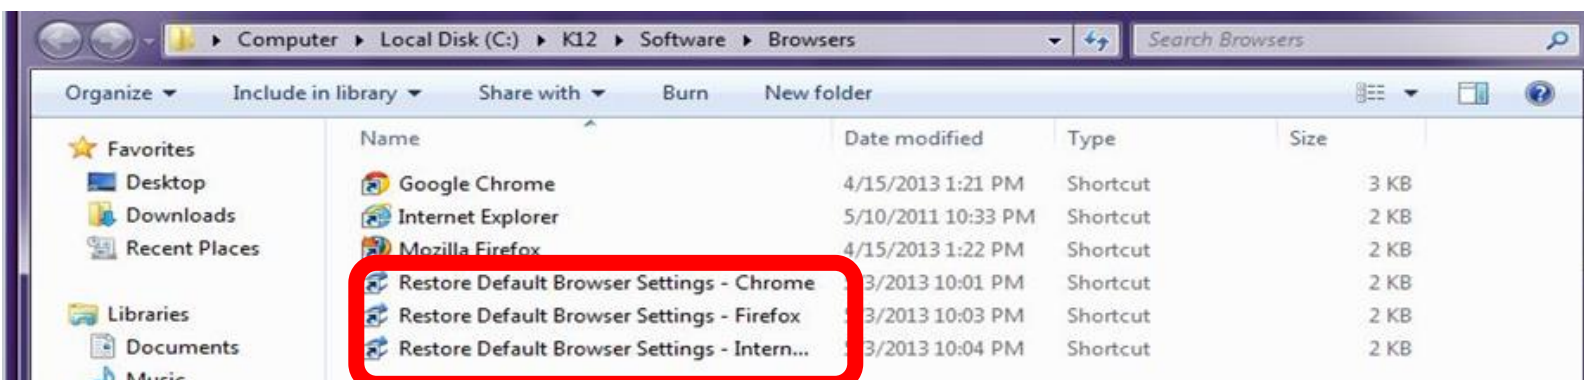 Computer ▸ Local Disk (C:) ▸ K12 ▸ Software ▸ Browsers Search Browsers
Organize Include in library Share with Burn New folder
Name Date modified Type Size
Favorites
Desktop
Downloads
Recent Places
Libraries
Documents
Music
Google Chrome 4/15/2013 1:21 PM Shortcut 3 KB
Internet Explorer 5/10/2011 10:33 PM Shortcut 2 KB
Mozilla Firefox 4/15/2013 1:22 PM Shortcut 2 KB
Restore Default Browser Settings - Chrome 3/2013 10:01 PM Shortcut 2 KB
Restore Default Browser Settings - Firefox 3/2013 10:03 PM Shortcut 2 KB
Restore Default Browser Settings - Intern... 3/2013 10:04 PM Shortcut 2 KB